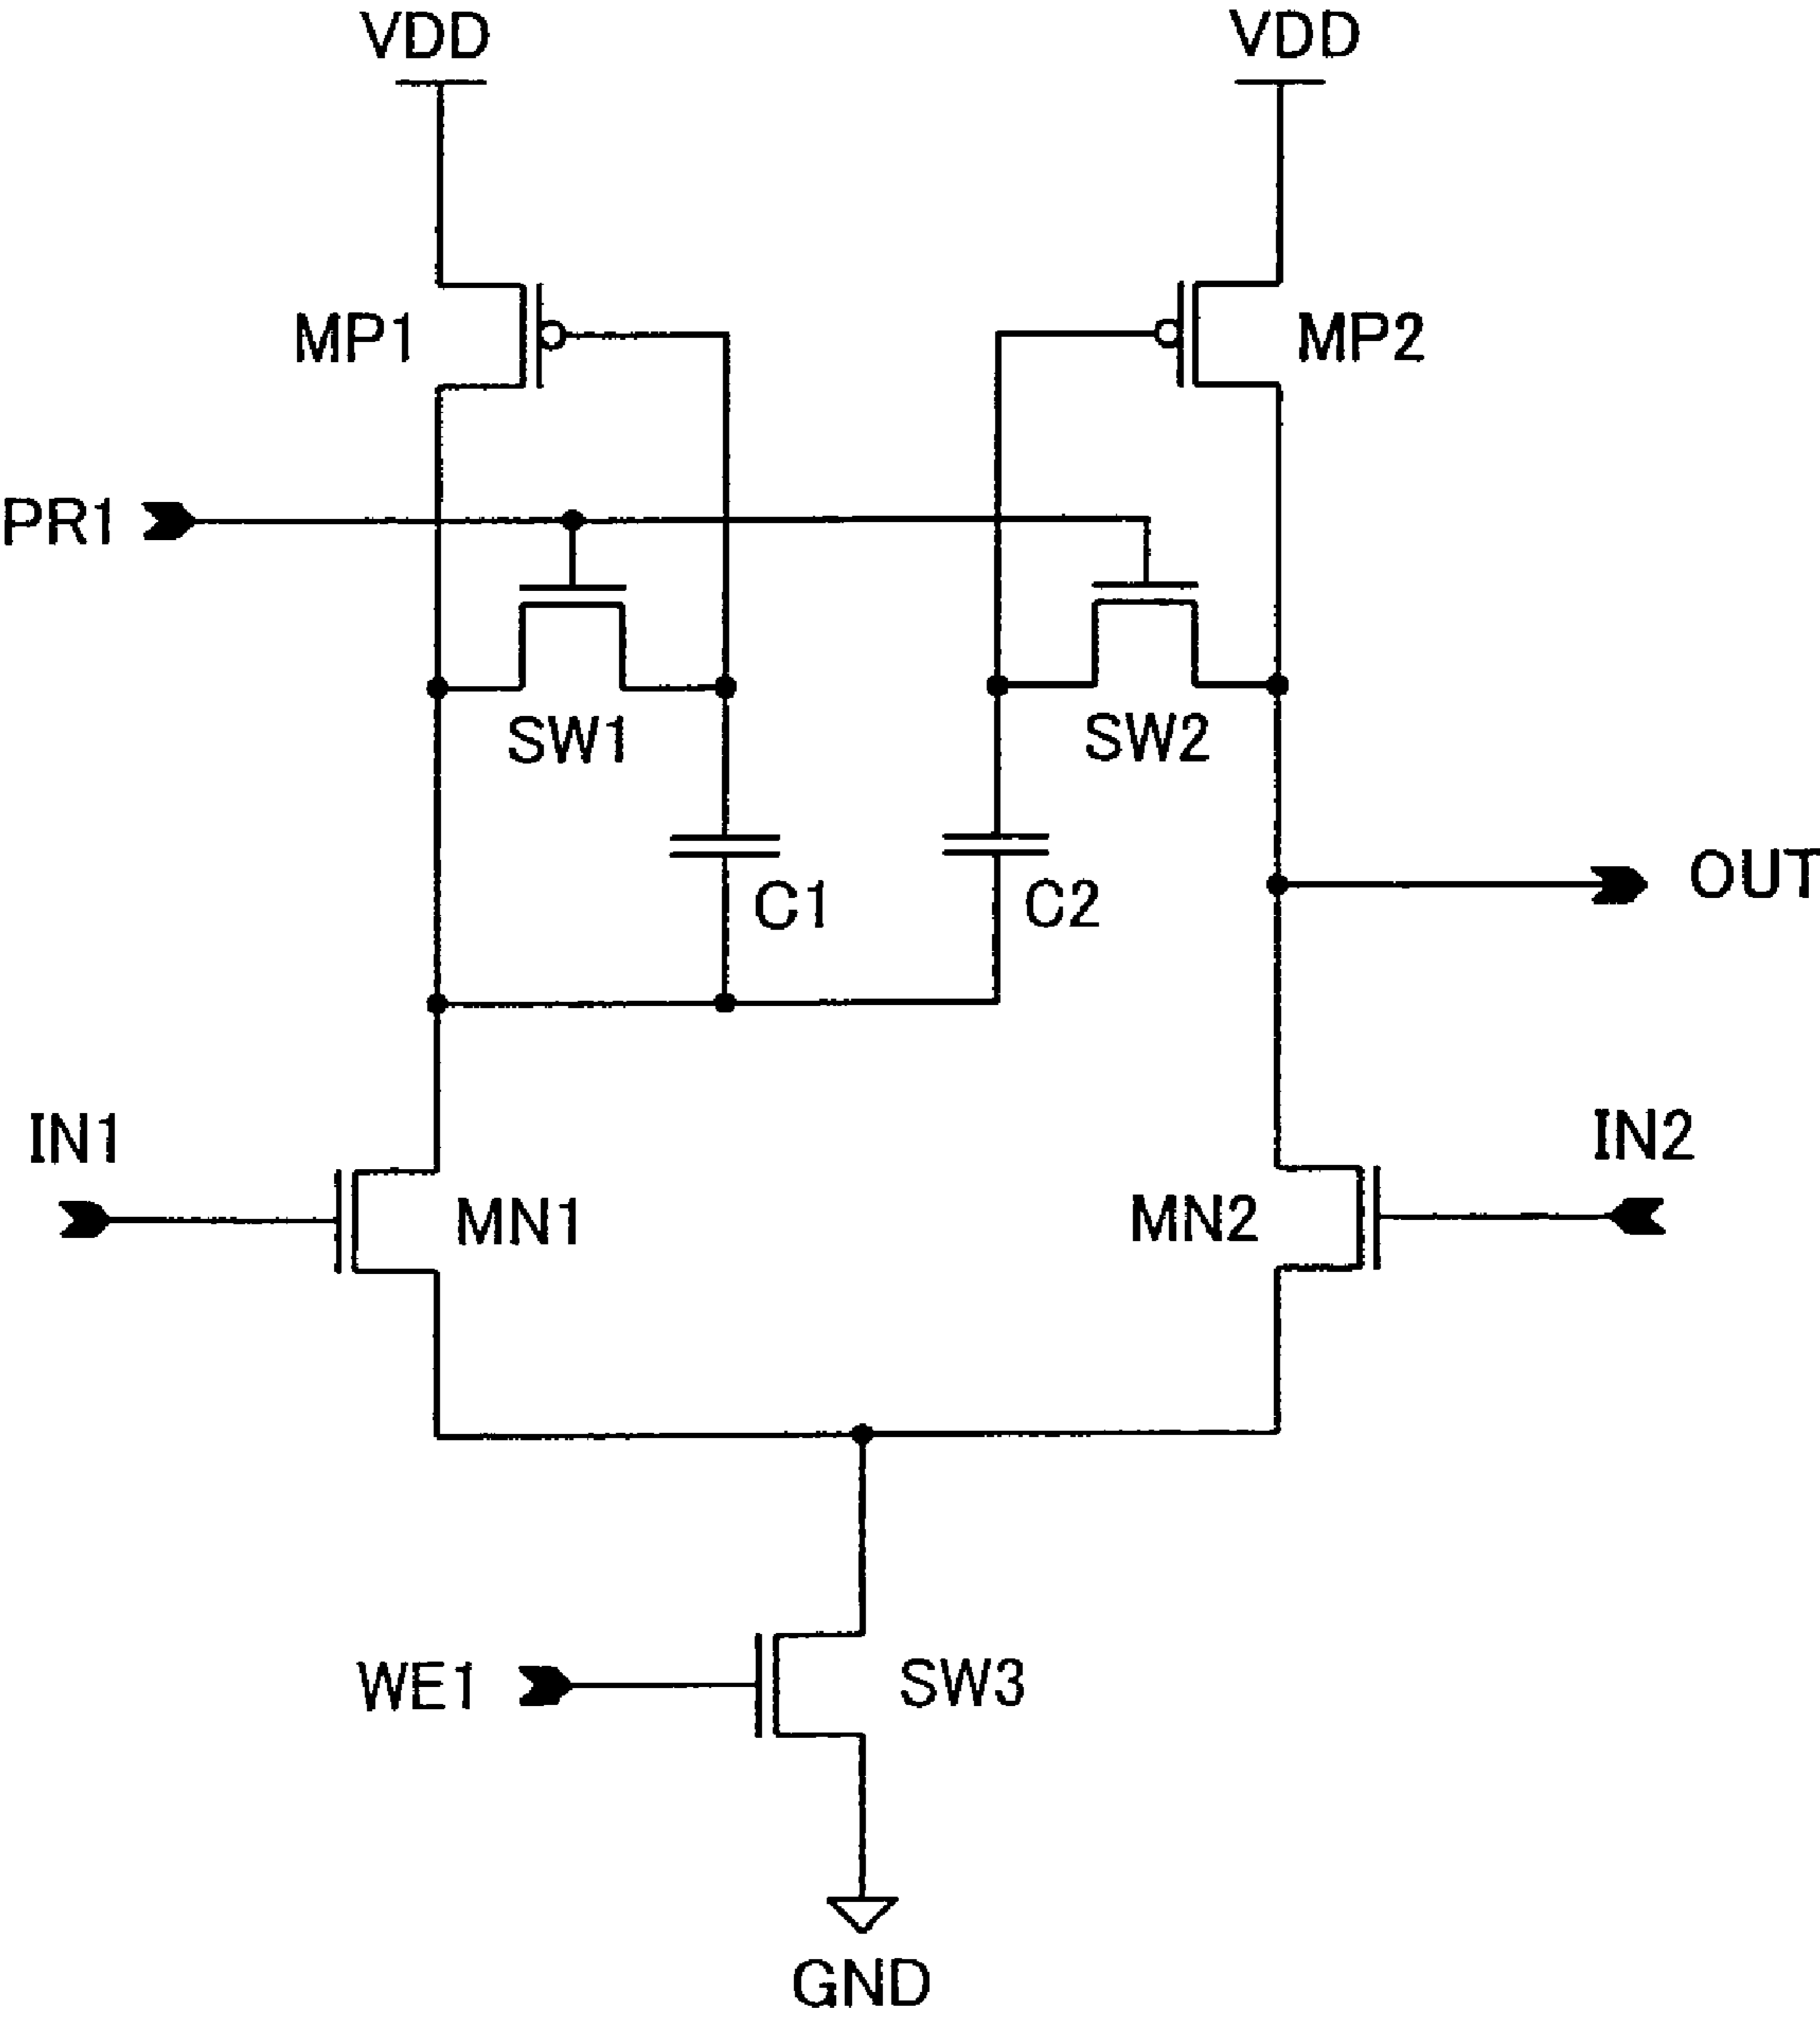 VDD
VDD
MP1
MP2
PR1
SW1
SW2
C1
C2
OUT
IN1
IN2
MN1
MN2
WE1
SW3
GND